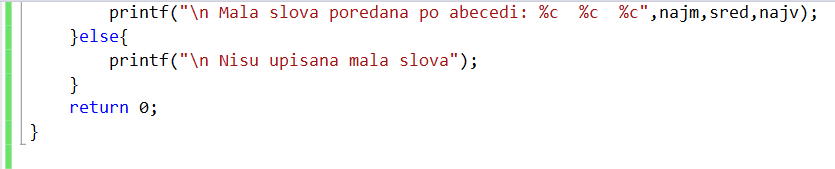 printf("\n Mala slova poredana po abecedi: %c  %c  %c",najm,sred,najv);
}else{
printf("\n Nisu upisana mala slova");
}
return 0;
}